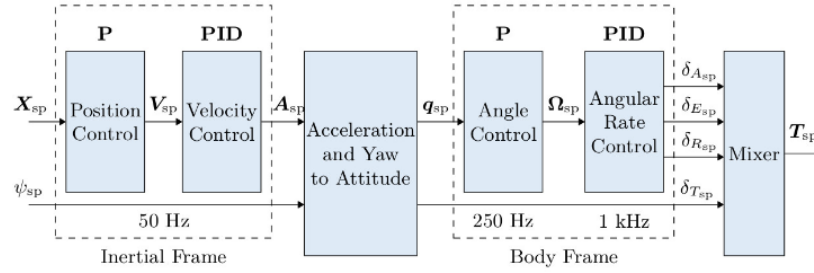 P PID P PID
X_sp Position Control V_sp Velocity Control A_sp Acceleration and Yaw to Attitude q_sp Angle Control Ω_sp Angular Rate Control δ_A_sp δ_E_sp δ_R_sp Mixer T_sp
ψ_sp δ_T_sp
50 Hz 250 Hz 1 kHz
Inertial Frame Body Frame